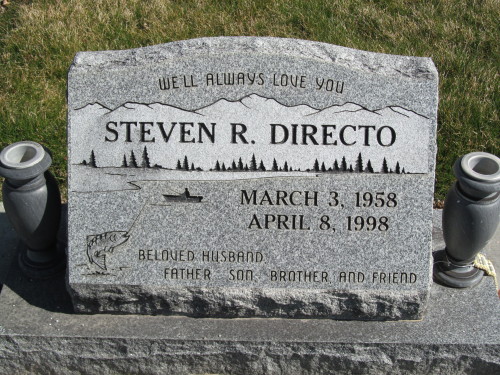 WE'LL ALWAYS LOVE YOU
STEVEN R. DIRECTO
MARCH 3, 1958
APRIL 8, 1998
BELOVED HUSBAND
FATHER SON, BROTHER, AND FRIEND